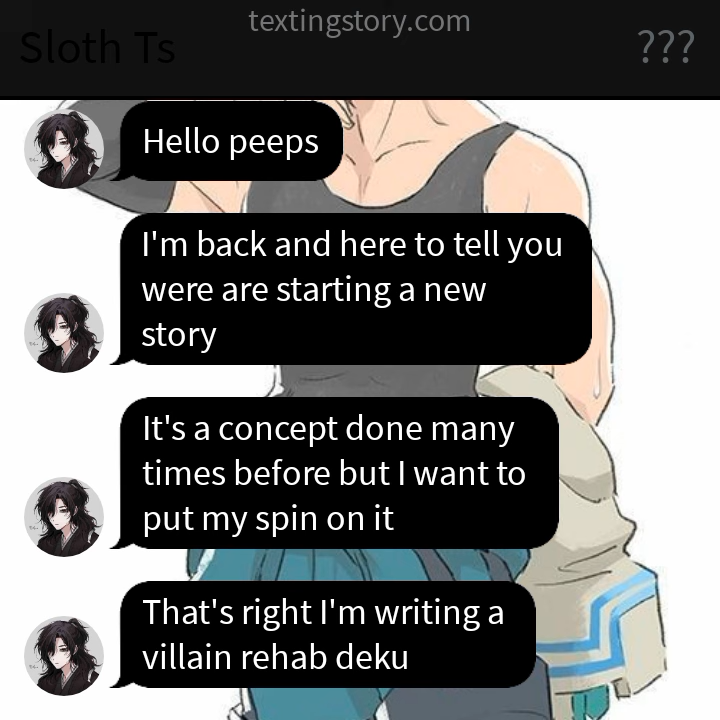 textingstory.com
Sloth Ts
???
Hello peeps
I'm back and here to tell you
were are starting a new
story
It's a concept done many
times before but I want to
put my spin on it
That's right I'm writing a
villain rehab deku